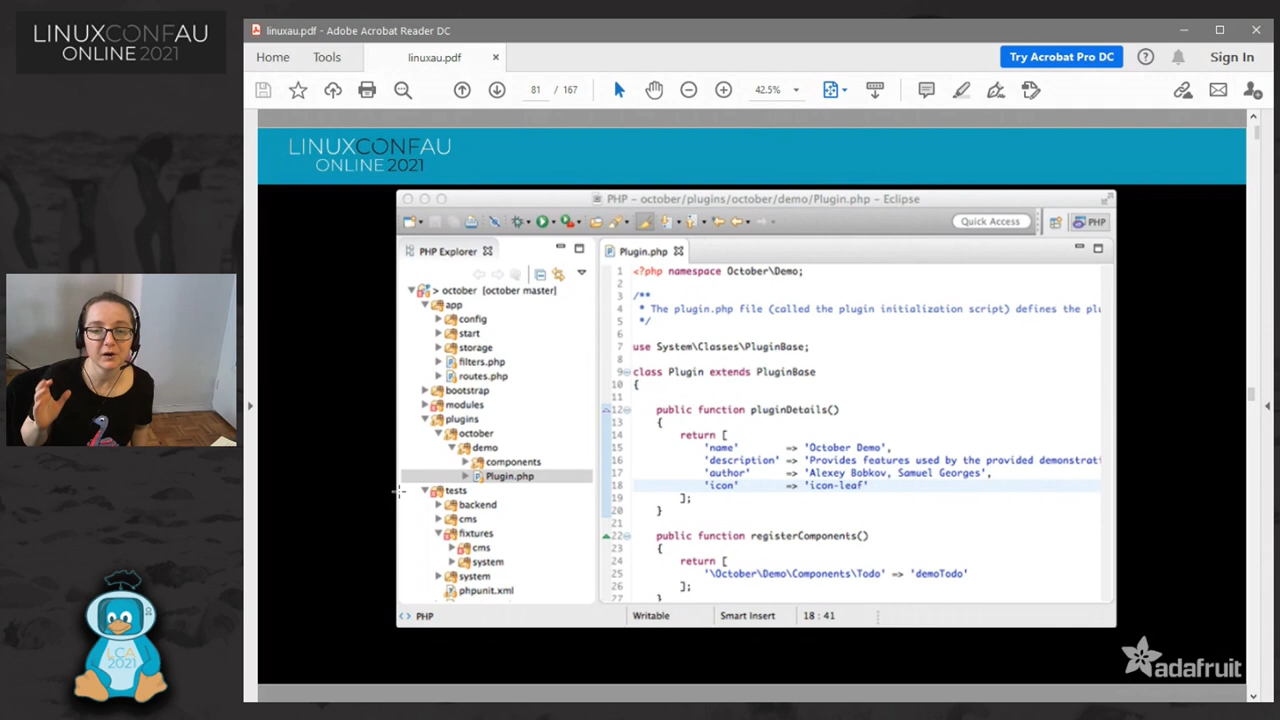 LINUXCONFAU
ONLINE 2021
linuxau.pdf - Adobe Acrobat Reader DC
Home Tools linuxau.pdf × Try Acrobat Pro DC Sign In
81 / 167 42.5%
LINUXCONFAU
ONLINE 2021
PHP - october/plugins/october/demo/Plugin.php - Eclipse
Quick Access PHP
PHP Explorer
> october [october master]
app
config
start
storage
filters.php
routes.php
bootstrap
modules
plugins
october
demo
components
Plugin.php
tests
backend
cms
fixtures
cms
system
system
phpunit.xml
Plugin.php
1 <?php namespace October\Demo;
2
3 /**
4 * The plugin.php file (called the plugin initialization script) defines the
5 */
6
7 use System\Classes\PluginBase;
8
9 class Plugin extends PluginBase
10 {
11
12 public function pluginDetails()
13 {
14 return [
15 'name' => 'October Demo',
16 'description' => 'Provides features used by the provided
17 'author' => 'Alexey Bobkov, Samuel Georges',
18 'icon' => 'icon-leaf'
19 ];
20 }
21
22 public function registerComponents()
23 {
24 return [
25 '\October\Demo\Components\Todo' => 'demoTodo'
26 ];
27 }
PHP Writable Smart Insert 18 : 41
adafruit
LCA
2021